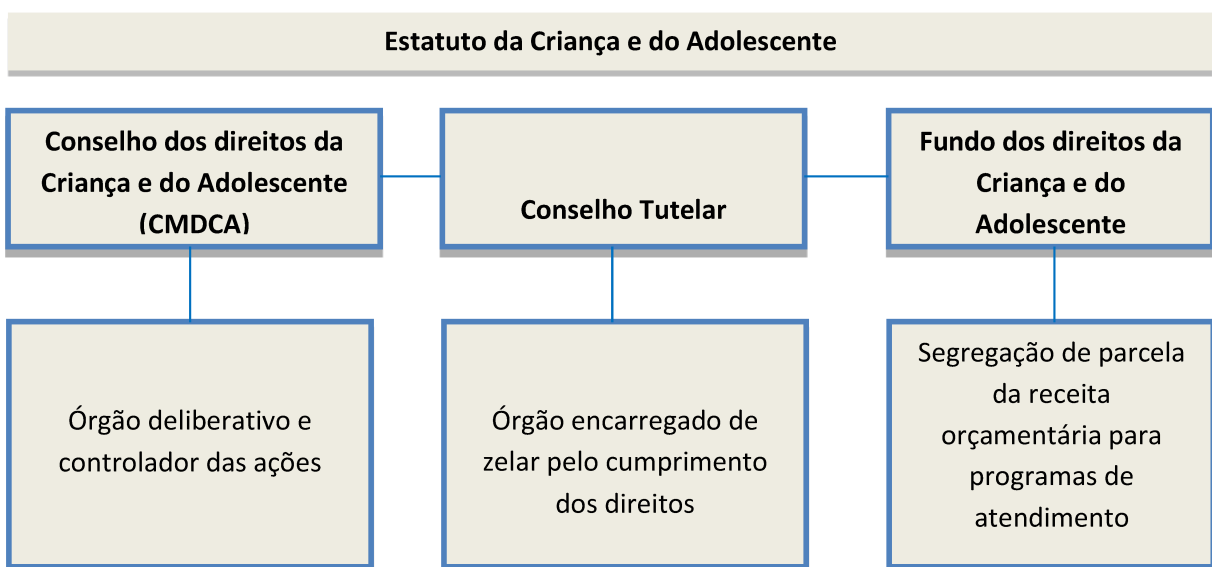 Estatuto da Criança e do Adolescente
Conselho dos direitos da
Criança e do Adolescente
(CMDCA)
Conselho Tutelar
Fundo dos direitos da
Criança e do
Adolescente
Órgão deliberativo e
controlador das ações
Órgão encarregado de
zelar pelo cumprimento
dos direitos
Segregação de parcela
da receita
orçamentária para
programas de
atendimento